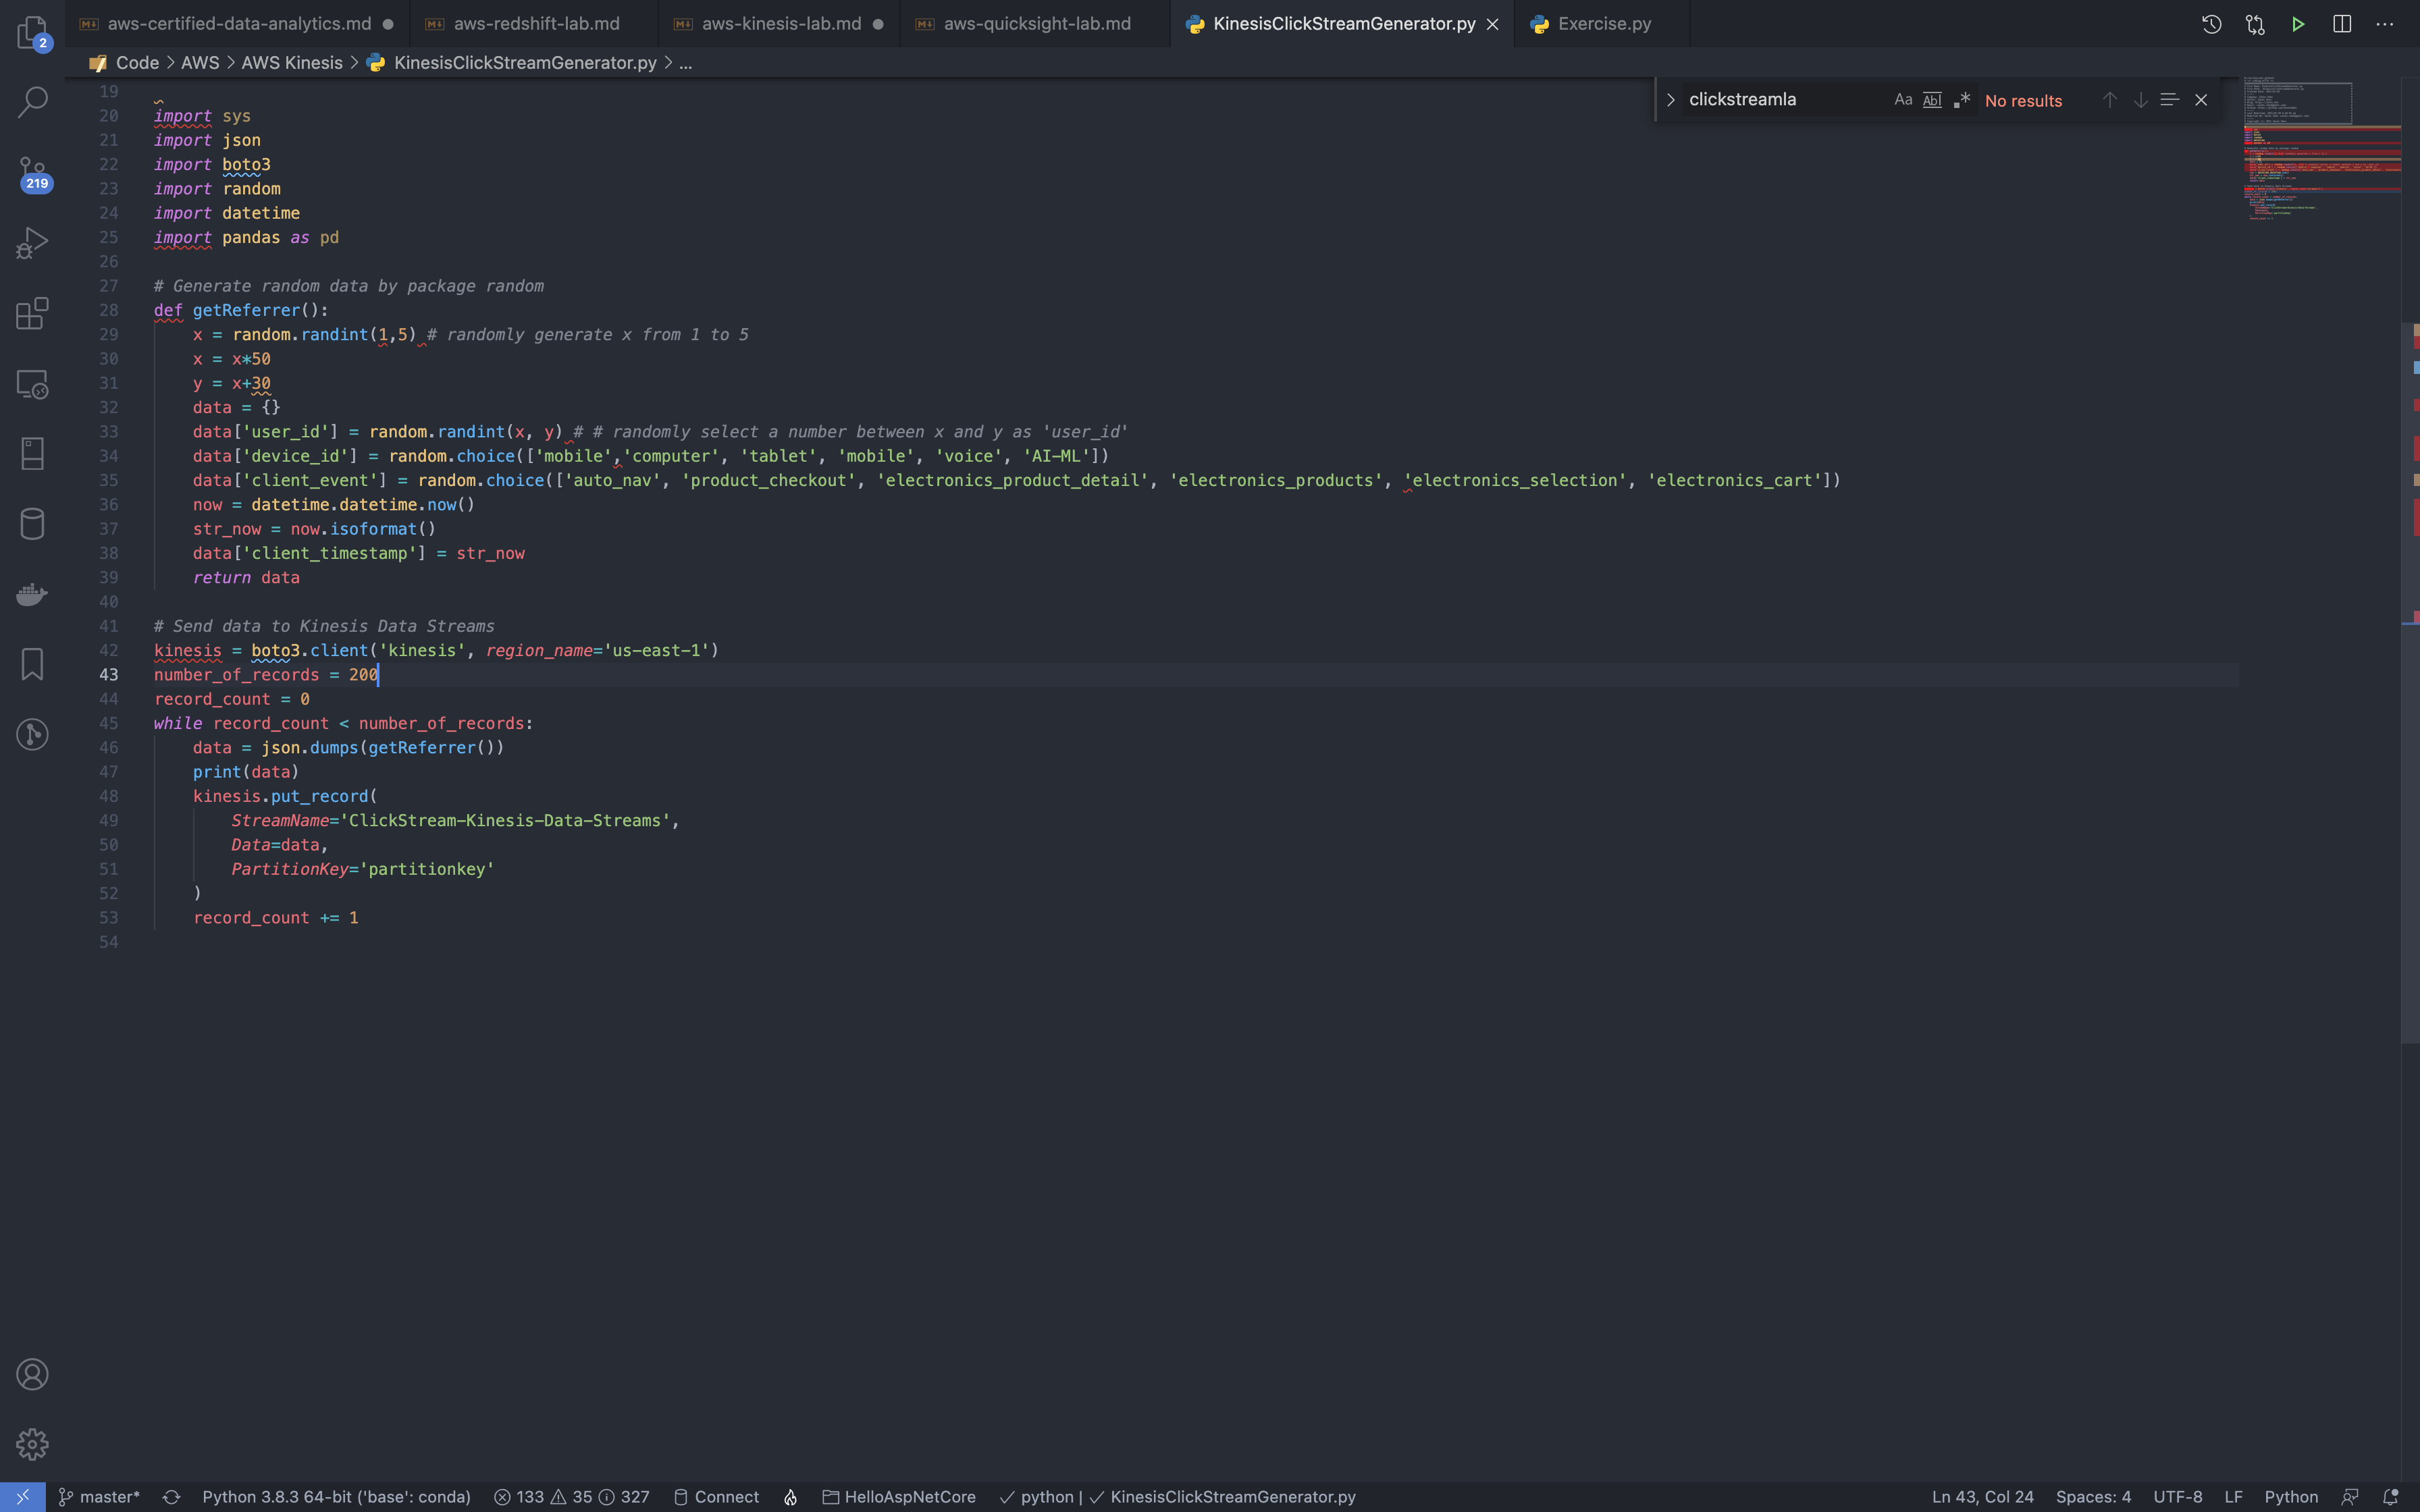 aws-certified-data-analytics.md aws-redshift-lab.md aws-kinesis-lab.md aws-quicksight-lab.md KinesisClickStreamGenerator.py Exercise.py
2
Code > AWS > AWS Kinesis > KinesisClickStreamGenerator.py > ...
clickstreamla Aa Abl .* No results
219
19
20 import sys
21 import json
22 import boto3
23 import random
24 import datetime
25 import pandas as pd
26
27 # Generate random data by package random
28 def getReferrer():
29 x = random.randint(1,5) # randomly generate x from 1 to 5
30 x = x*50
31 y = x+30
32 data = {}
33 data['user_id'] = random.randint(x, y) # # randomly select a number between x and y as 'user_id'
34 data['device_id'] = random.choice(['mobile','computer', 'tablet', 'mobile', 'voice', 'AI-ML'])
35 data['client_event'] = random.choice(['auto_nav', 'product_checkout', 'electronics_product_detail', 'electronics_products', 'electronics_selection', 'electronics_cart'])
36 now = datetime.datetime.now()
37 str_now = now.isoformat()
38 data['client_timestamp'] = str_now
39 return data
40
41 # Send data to Kinesis Data Streams
42 kinesis = boto3.client('kinesis', region_name='us-east-1')
43 number_of_records = 200
44 record_count = 0
45 while record_count < number_of_records:
46 data = json.dumps(getReferrer())
47 print(data)
48 kinesis.put_record(
49 StreamName='ClickStream-Kinesis-Data-Streams',
50 Data=data,
51 PartitionKey='partitionkey'
52 )
53 record_count += 1
54
master* Python 3.8.3 64-bit ('base': conda) 133 35 327 Connect HelloAspNetCore python | KinesisClickStreamGenerator.py Ln 43, Col 24 Spaces: 4 UTF-8 LF Python